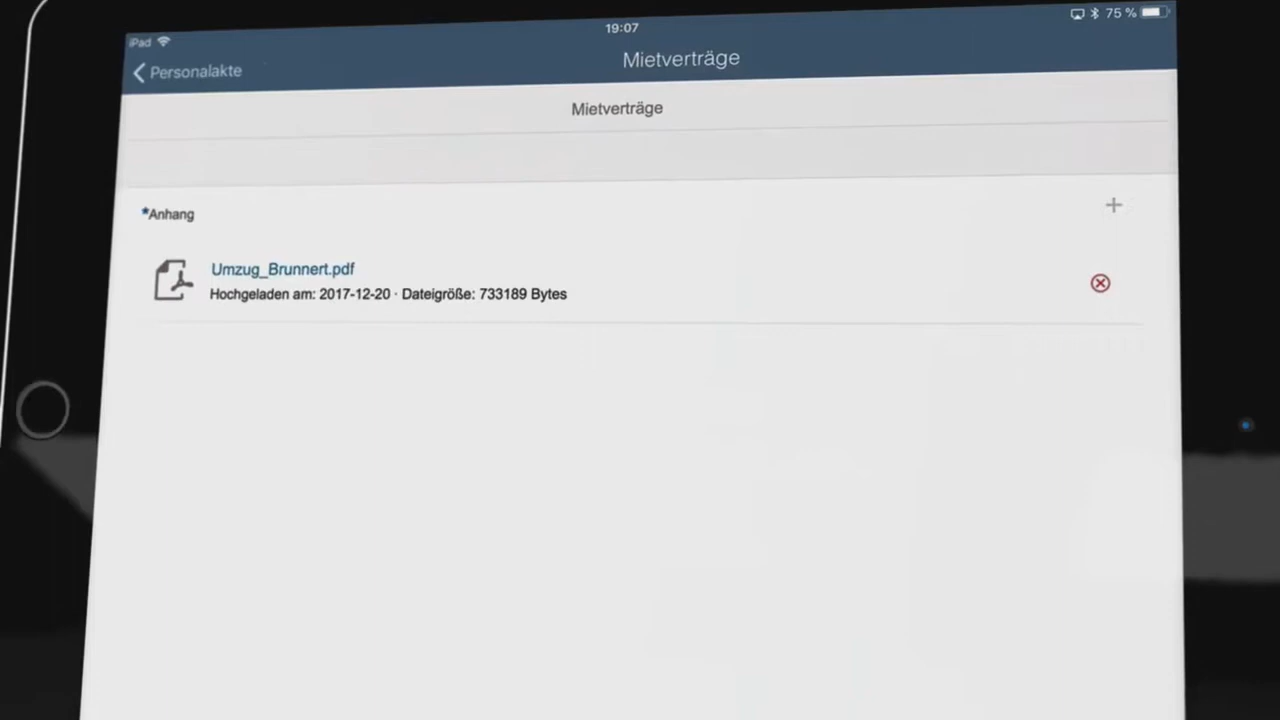 iPad
19:07
75 %
Personalakte
Mietverträge
Mietverträge
*Anhang
Umzug_Brunnert.pdf
Hochgeladen am: 2017-12-20 · Dateigröße: 733189 Bytes